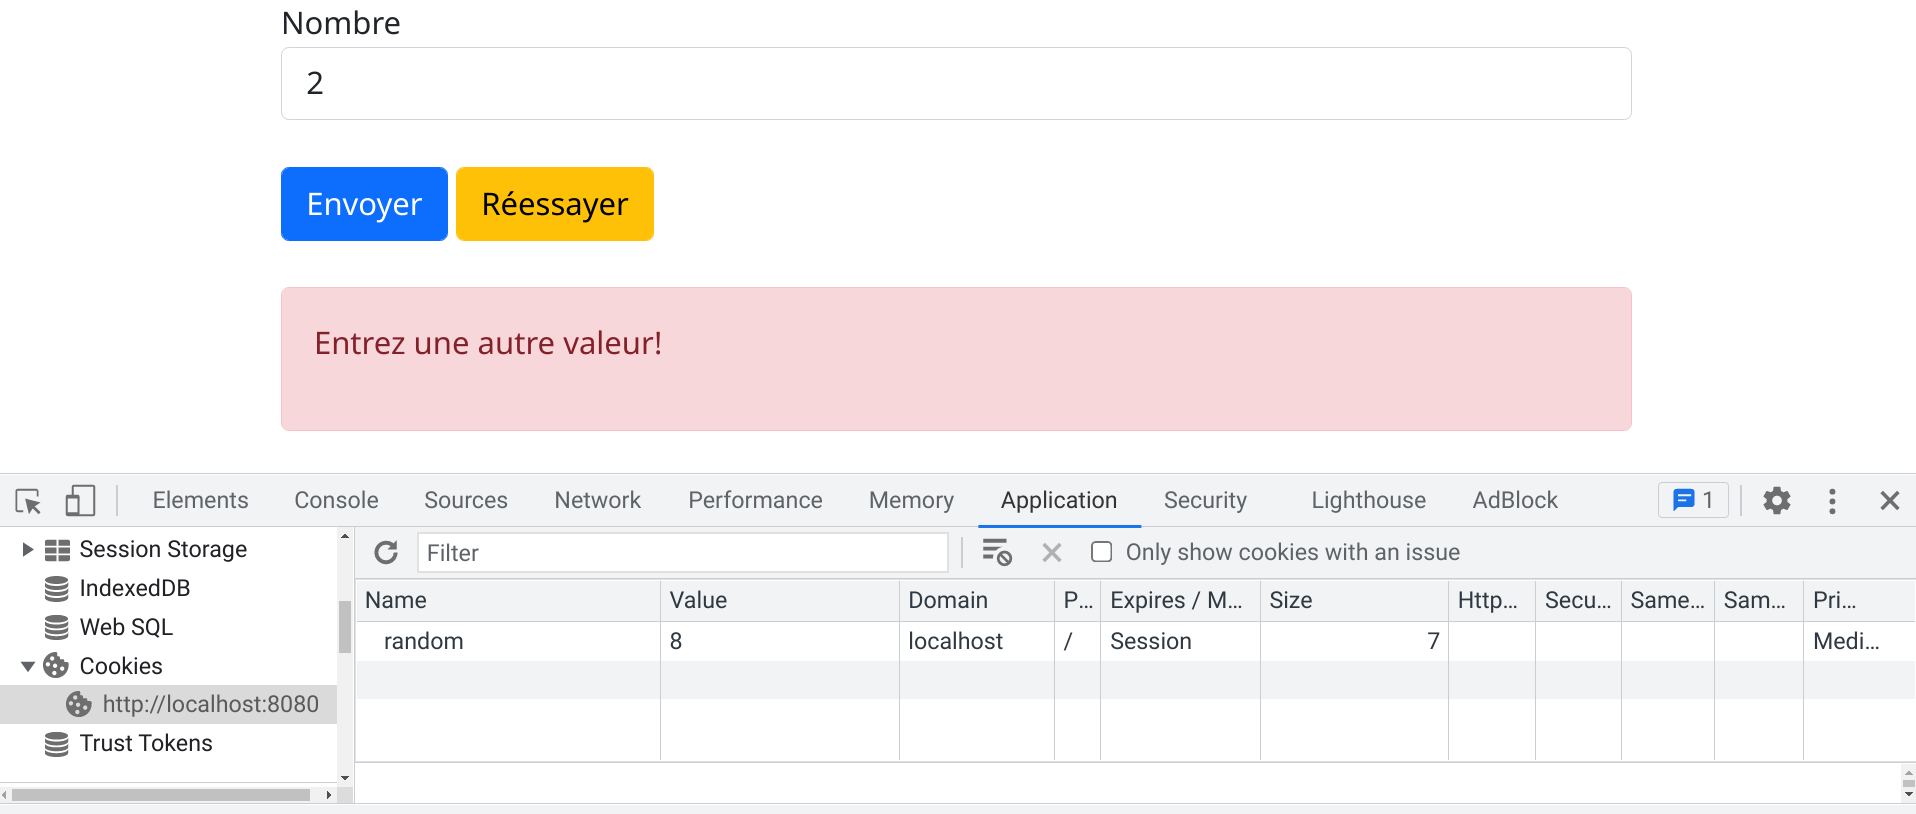 Nombre
2
Envoyer Réessayer
Entrez une autre valeur!
Elements Console Sources Network Performance Memory Application Security Lighthouse AdBlock 1
Session Storage
IndexedDB
Web SQL
Cookies
http://localhost:8080
Trust Tokens
Filter Only show cookies with an issue
Name Value Domain P... Expires / M... Size Http... Secu... Same... Sam... Pri...
random 8 localhost / Session 7 Medi...